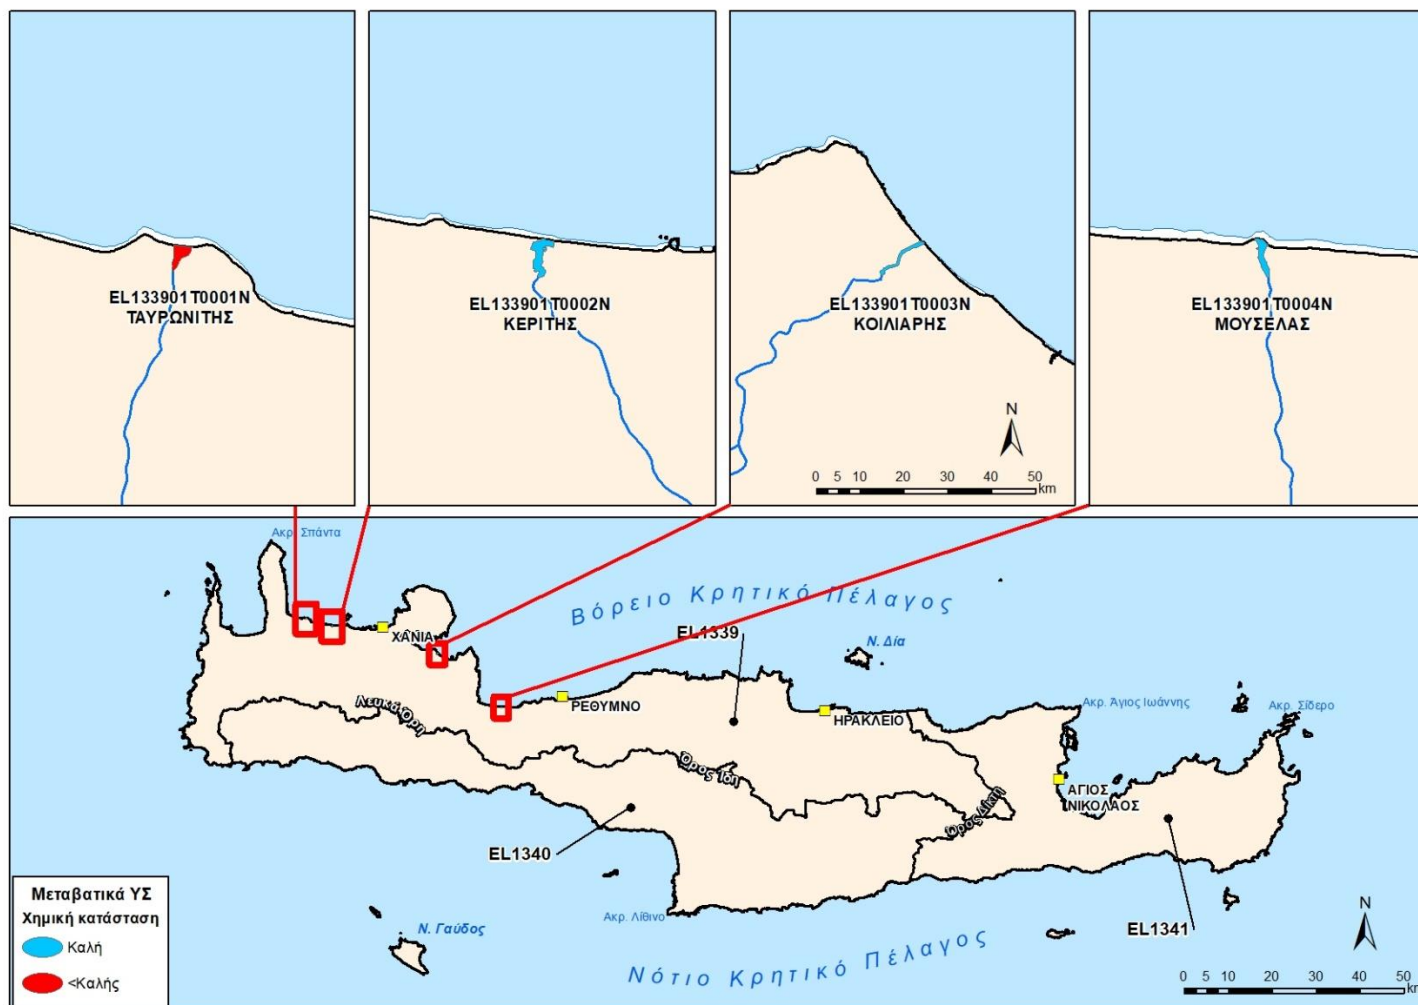 EL133901T0001N
ΤΑΥΡΩΝΙΤΗΣ
EL133901T0002N
ΚΕΡΙΤΗΣ
EL133901T0003N
ΚΟΙΛΙΑΡΗΣ
N
0 5 10 20 30 40 50
km
EL133901T0004N
ΜΟΥΣΕΛΑΣ
Ακρ. Σπάντα
Βόρειο Κρητικό Πέλαγος
ΧΑΝΙΑ
EL1339
Ν. Δία
Λευκά Όρη
ΡΕΘΥΜΝΟ
ΗΡΑΚΛΕΙΟ
Ακρ. Άγιος Ιωάννης
Ακρ. Σίδερο
Όρος Ίδη
ΑΓΙΟΣ
ΝΙΚΟΛΑΟΣ
Όρος Δίκτη
EL1340
EL1341
Ακρ. Λίθινο
Ν. Γαύδος
Νότιο Κρητικό Πέλαγος
Μεταβατικά ΥΣ
Χημική κατάσταση
Καλή
<Καλής
N
0 5 10 20 30 40 50
km